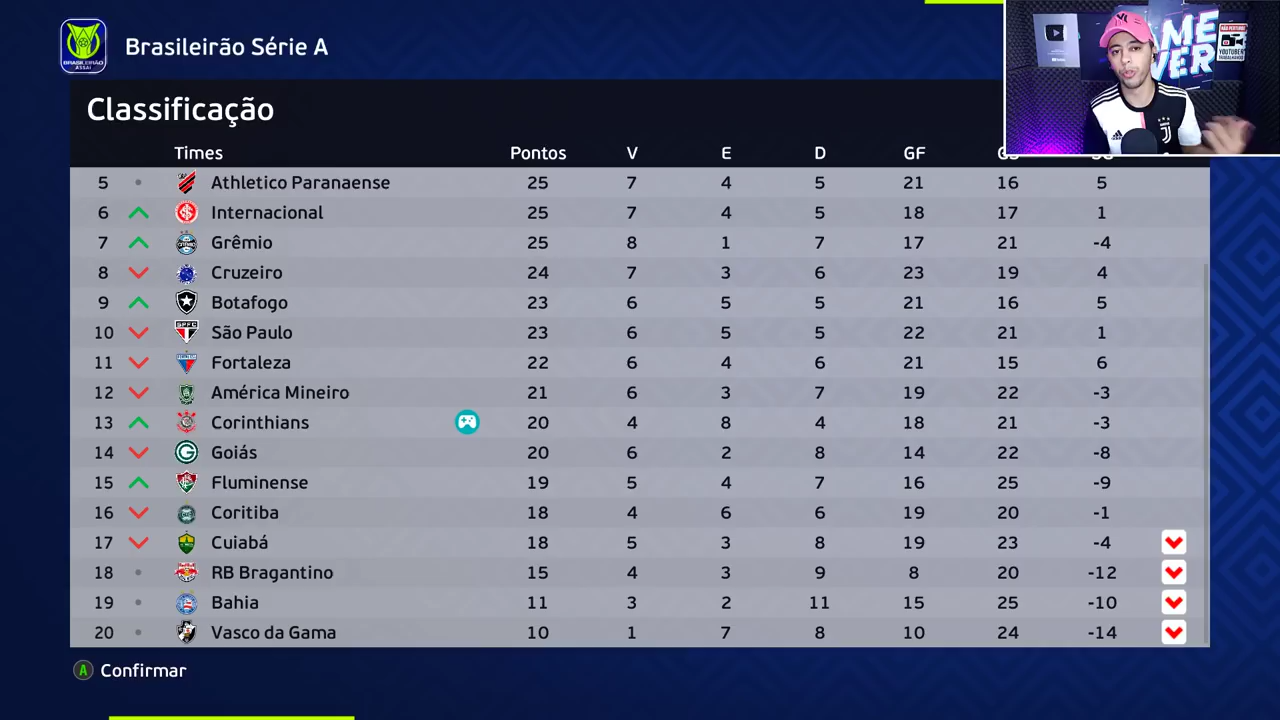 Brasileirão Série A
BRASILEIRÃO
ASSAÍ
NÃO PERTURBE
YOUTUBER
TRABALHANDO
Classificação
Times Pontos V E D GF
5 Athletico Paranaense 25 7 4 5 21 16 5
6 Internacional 25 7 4 5 18 17 1
7 Grêmio 25 8 1 7 17 21 -4
8 Cruzeiro 24 7 3 6 23 19 4
9 Botafogo 23 6 5 5 21 16 5
10 São Paulo 23 6 5 5 22 21 1
11 Fortaleza 22 6 4 6 21 15 6
12 América Mineiro 21 6 3 7 19 22 -3
13 Corinthians 20 4 8 4 18 21 -3
14 Goiás 20 6 2 8 14 22 -8
15 Fluminense 19 5 4 7 16 25 -9
16 Coritiba 18 4 6 6 19 20 -1
17 Cuiabá 18 5 3 8 19 23 -4
18 RB Bragantino 15 4 3 9 8 20 -12
19 Bahia 11 3 2 11 15 25 -10
20 Vasco da Gama 10 1 7 8 10 24 -14
A Confirmar